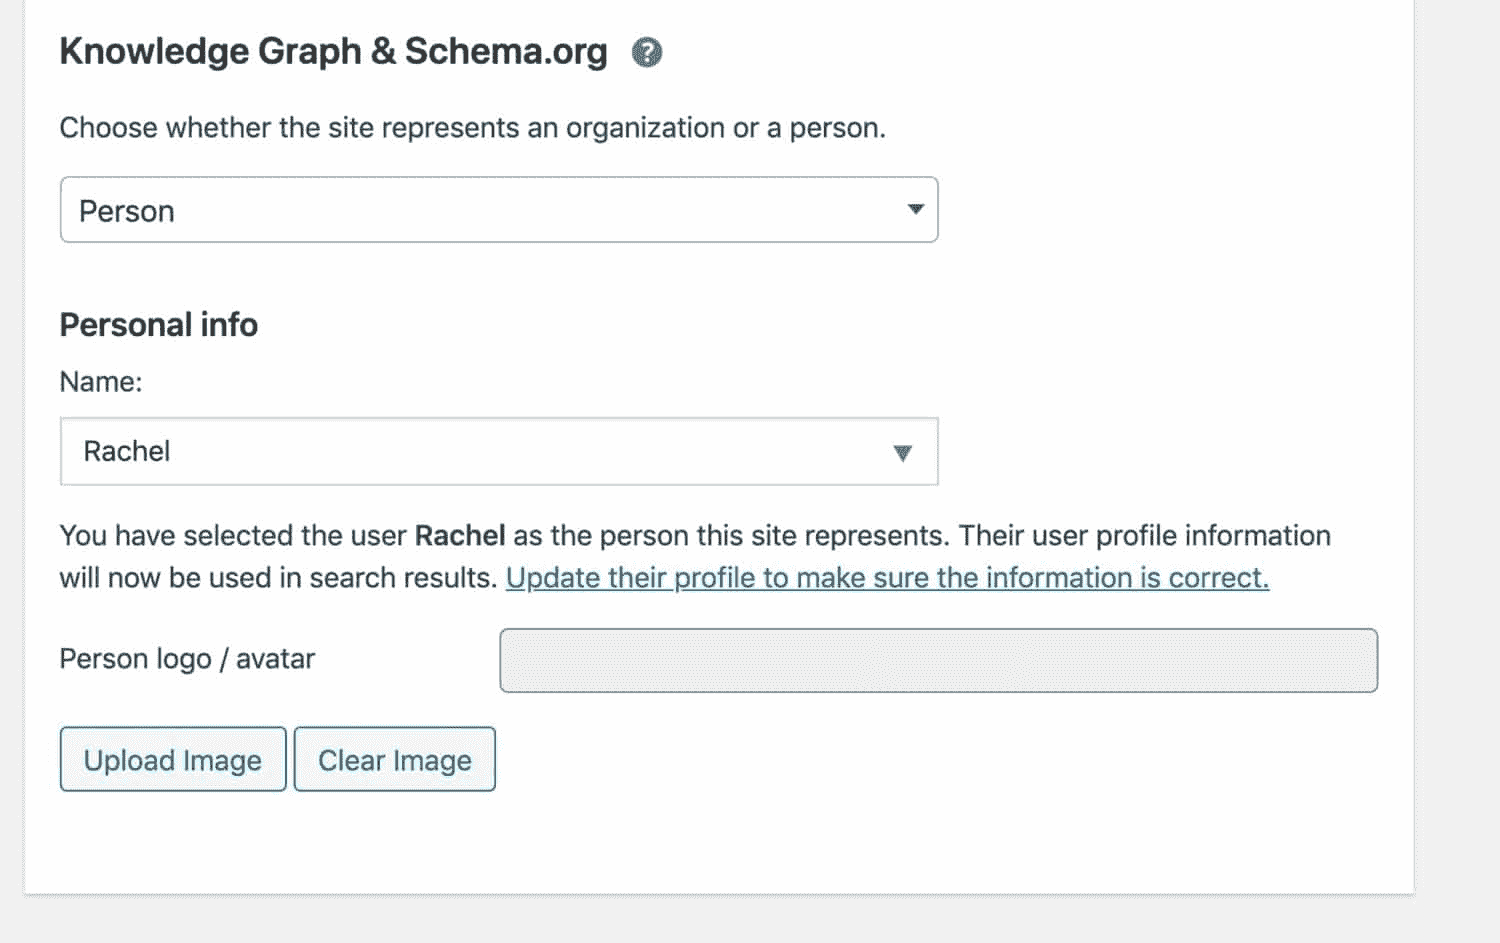 Knowledge Graph & Schema.org ?
Choose whether the site represents an organization or a person.
Person
Personal info
Name:
Rachel
You have selected the user Rachel as the person this site represents. Their user profile information
will now be used in search results. Update their profile to make sure the information is correct.
Person logo / avatar
Upload Image Clear Image